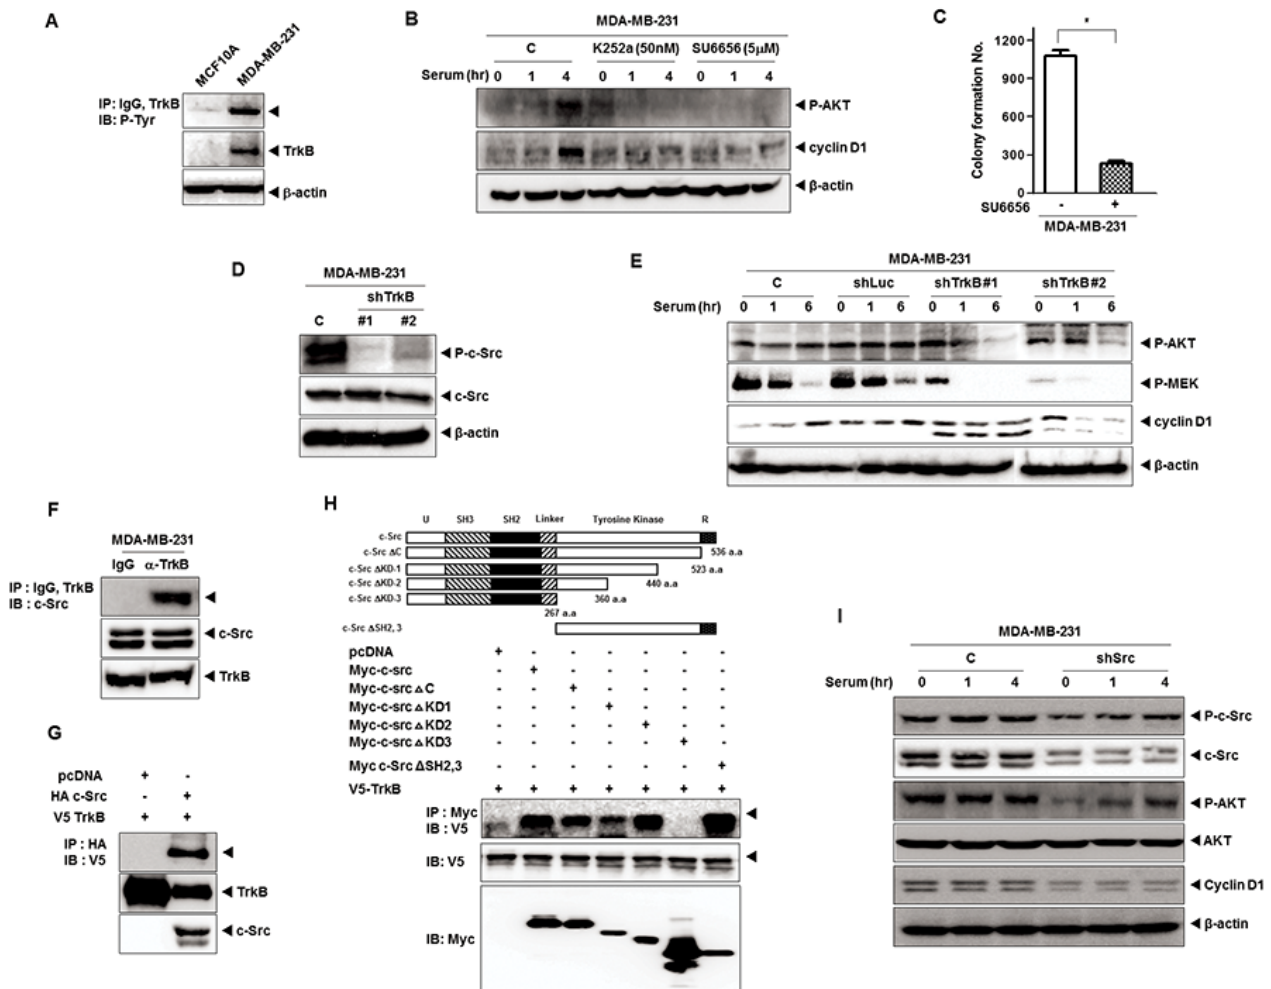 A
MCF10A
MDA-MB-231
IP: IgG, TrkB
IB: P-Tyr
◄
◄ TrkB
◄ β-actin
B
MDA-MB-231
C K252a (50nM) SU6656 (5μM)
Serum (hr) 0 1 4 0 1 4 0 1 4
◄ P-AKT
◄ cyclin D1
◄ β-actin
C
*
Colony formation No.
1200
900
600
300
0
SU6656 - +
MDA-MB-231
D
MDA-MB-231
shTrkB
C #1 #2
◄ P-c-Src
◄ c-Src
◄ β-actin
E
MDA-MB-231
C shLuc shTrkB#1 shTrkB#2
Serum (hr) 0 1 6 0 1 6 0 1 6 0 1 6
◄ P-AKT
◄ P-MEK
◄ cyclin D1
◄ β-actin
F
MDA-MB-231
IgG α-TrkB
IP : IgG, TrkB
IB : c-Src
◄
◄ c-Src
◄ TrkB
G
pcDNA + -
HA c-Src - +
V5 TrkB + +
IP : HA
IB : V5
◄
◄ TrkB
◄ c-Src
H
U SH3 SH2 Linker Tyrosine Kinase R
c-Src
c-Src ΔC 536 a.a
c-Src ΔKD-1 523 a.a
c-Src ΔKD-2 440 a.a
c-Src ΔKD-3 360 a.a
267 a.a
c-Src ΔSH2, 3
pcDNA + - - - - - -
Myc-c-src - + - - - - -
Myc-c-src Δ C - - + - - - -
Myc-c-src Δ KD1 - - - + - - -
Myc-c-src Δ KD2 - - - - + - -
Myc-c-src Δ KD3 - - - - - + -
Myc c-Src ΔSH2,3 - - - - - - +
V5-TrkB + + + + + + +
IP : Myc
IB : V5
◄
IB: V5
◄
IB: Myc
I
MDA-MB-231
C shSrc
Serum (hr) 0 1 4 0 1 4
◄ P-c-Src
◄ c-Src
◄ P-AKT
◄ AKT
◄ Cyclin D1
◄ β-actin